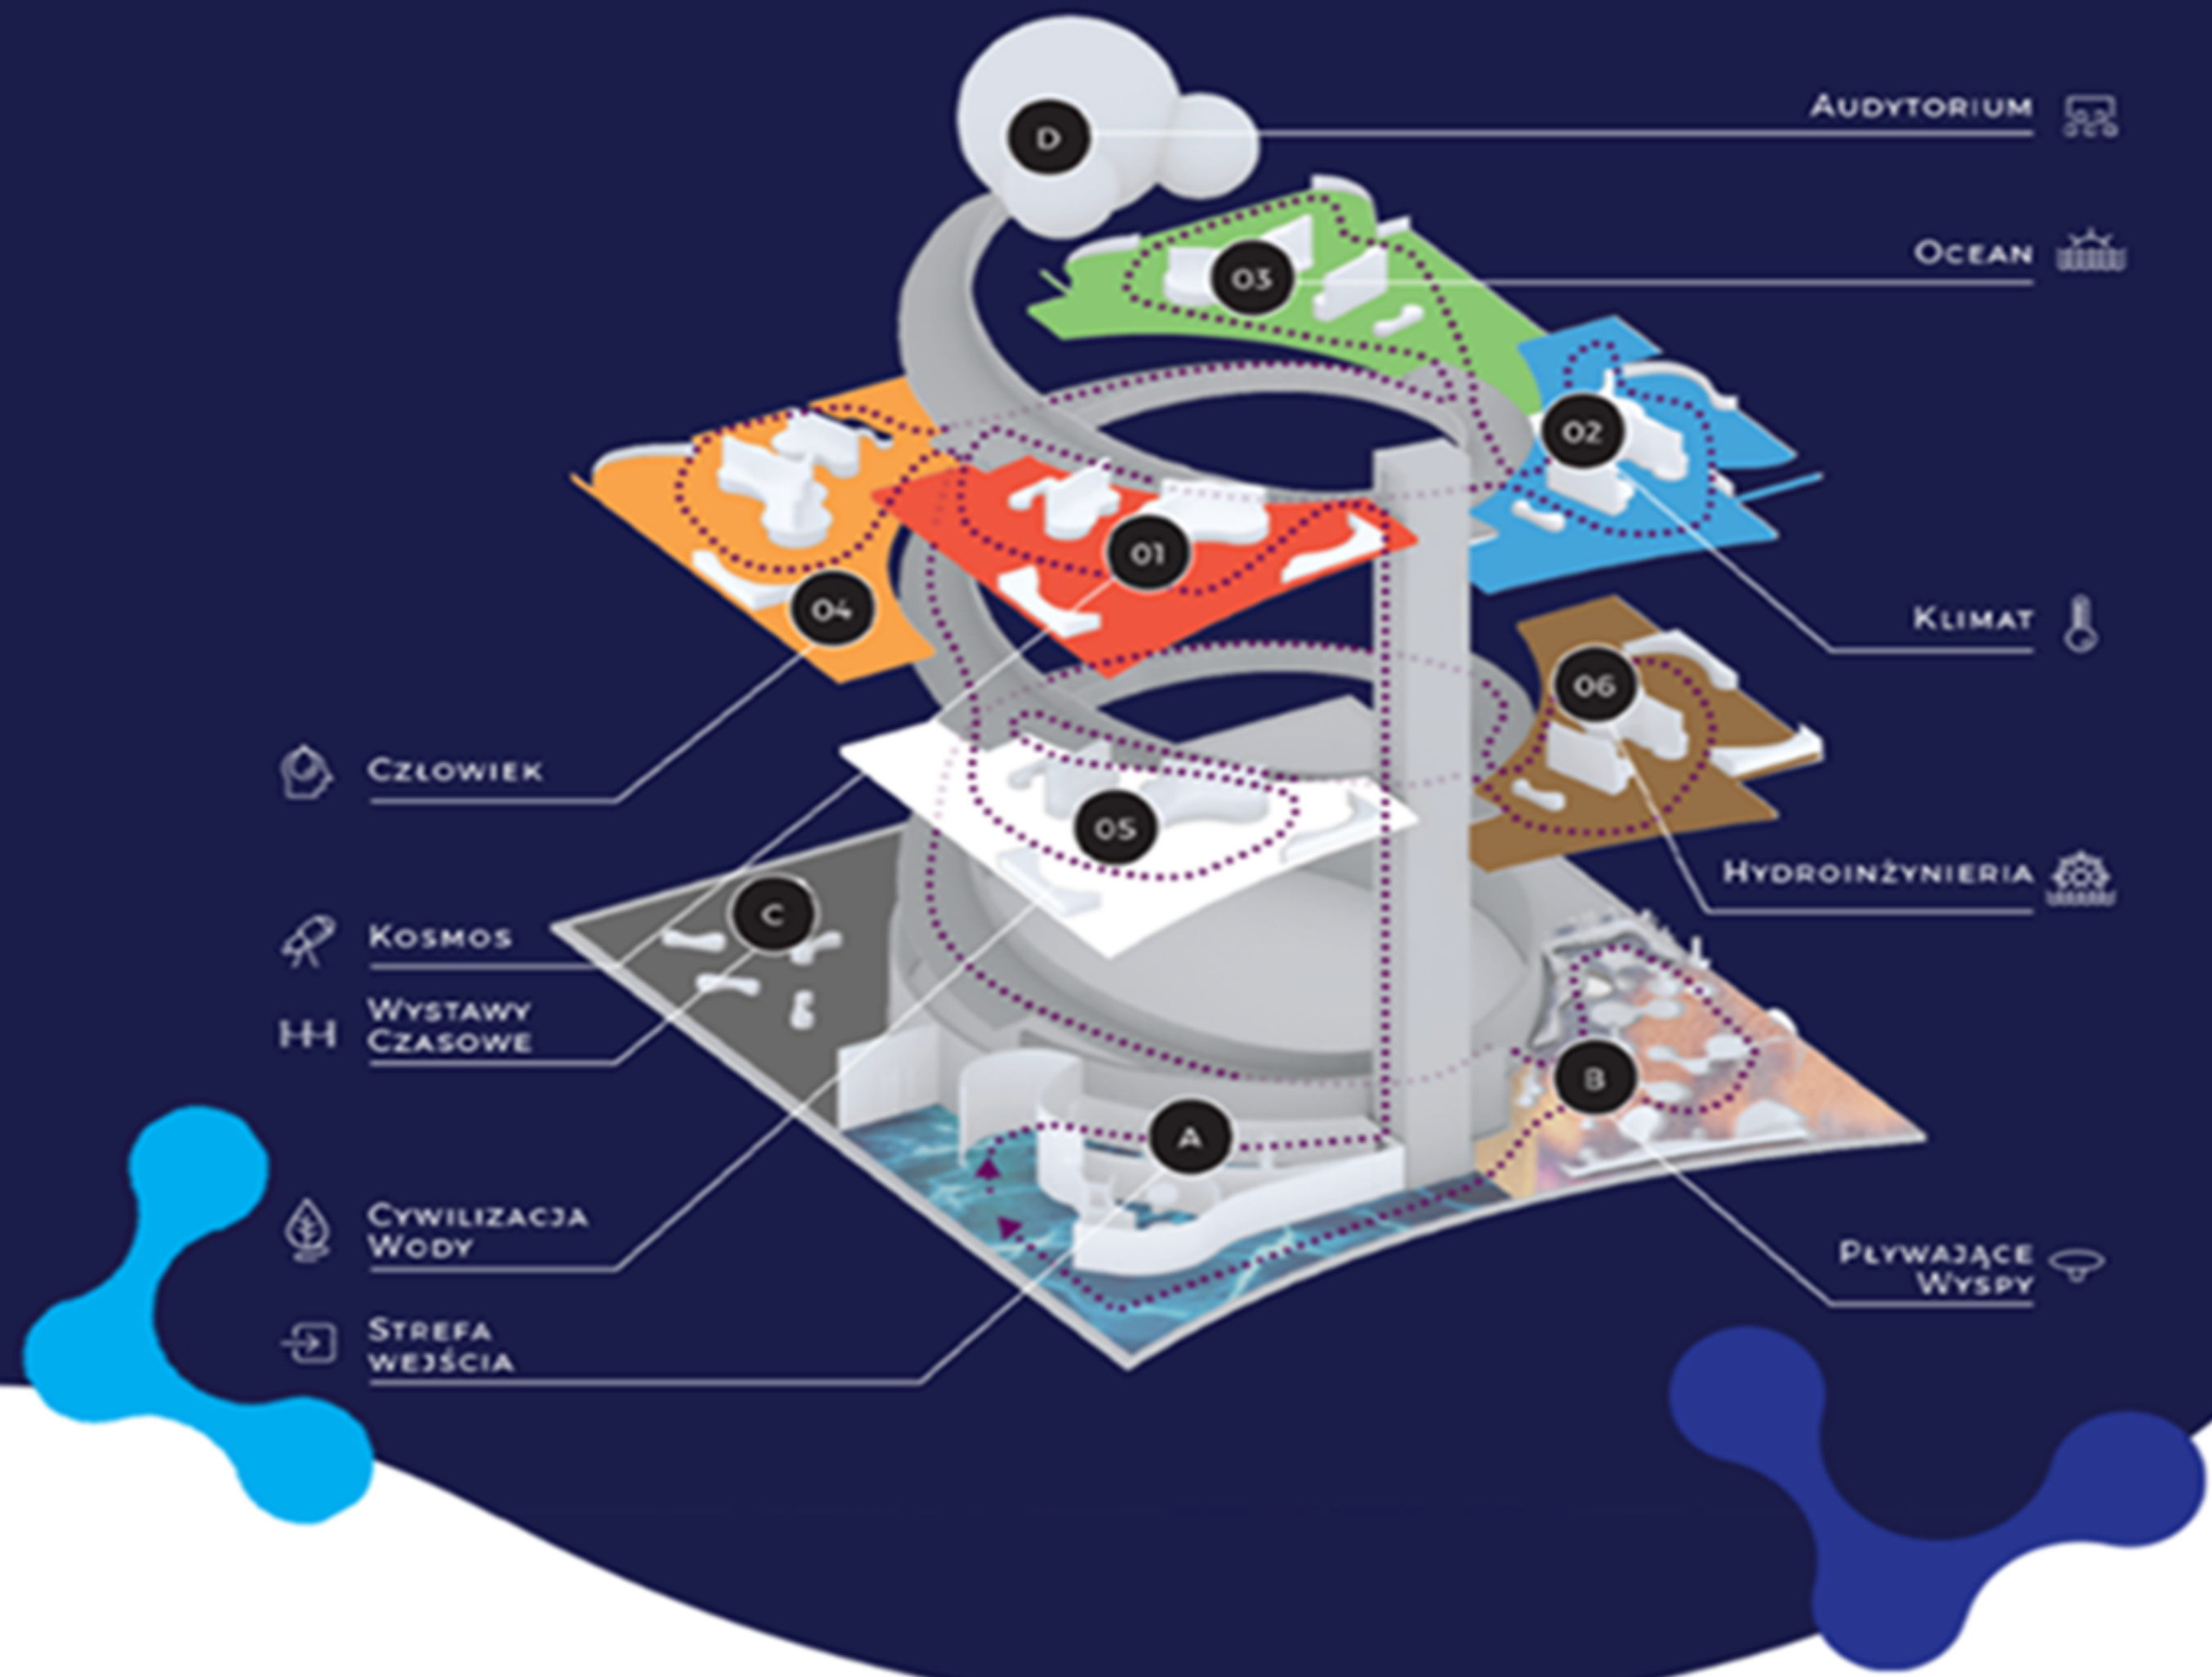 D
AUDYTORIUM
03
OCEAN
02
KLIMAT
01
04
CZŁOWIEK
06
HYDROINŻYNIERIA
05
C
KOSMOS
WYSTAWY
CZASOWE
B
A
CYWILIZACJA
WODY
PŁYWAJĄCE
WYSPY
STREFA
WEJŚCIA